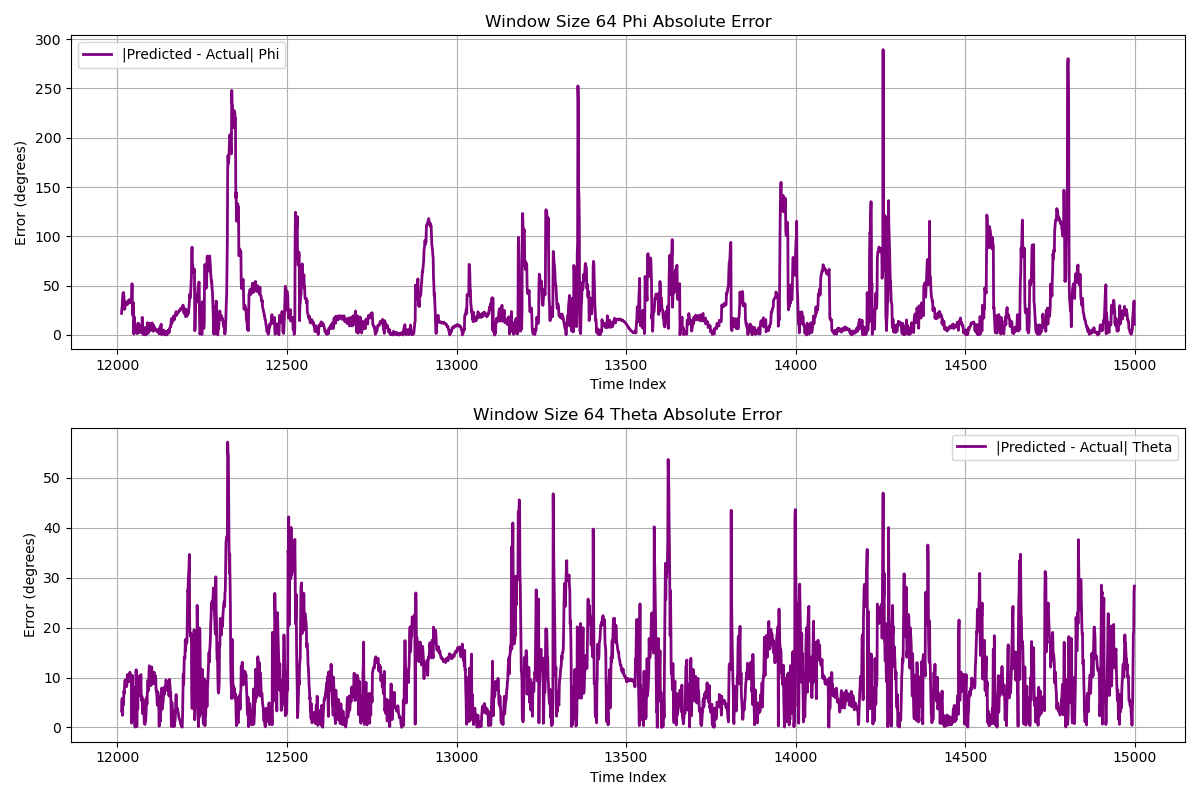 Window Size 64 Phi Absolute Error
|Predicted - Actual| Phi
Error (degrees)
300
250
200
150
100
50
0
12000 12500 13000 13500 14000 14500 15000
Time Index
Window Size 64 Theta Absolute Error
|Predicted - Actual| Theta
Error (degrees)
50
40
30
20
10
0
12000 12500 13000 13500 14000 14500 15000
Time Index